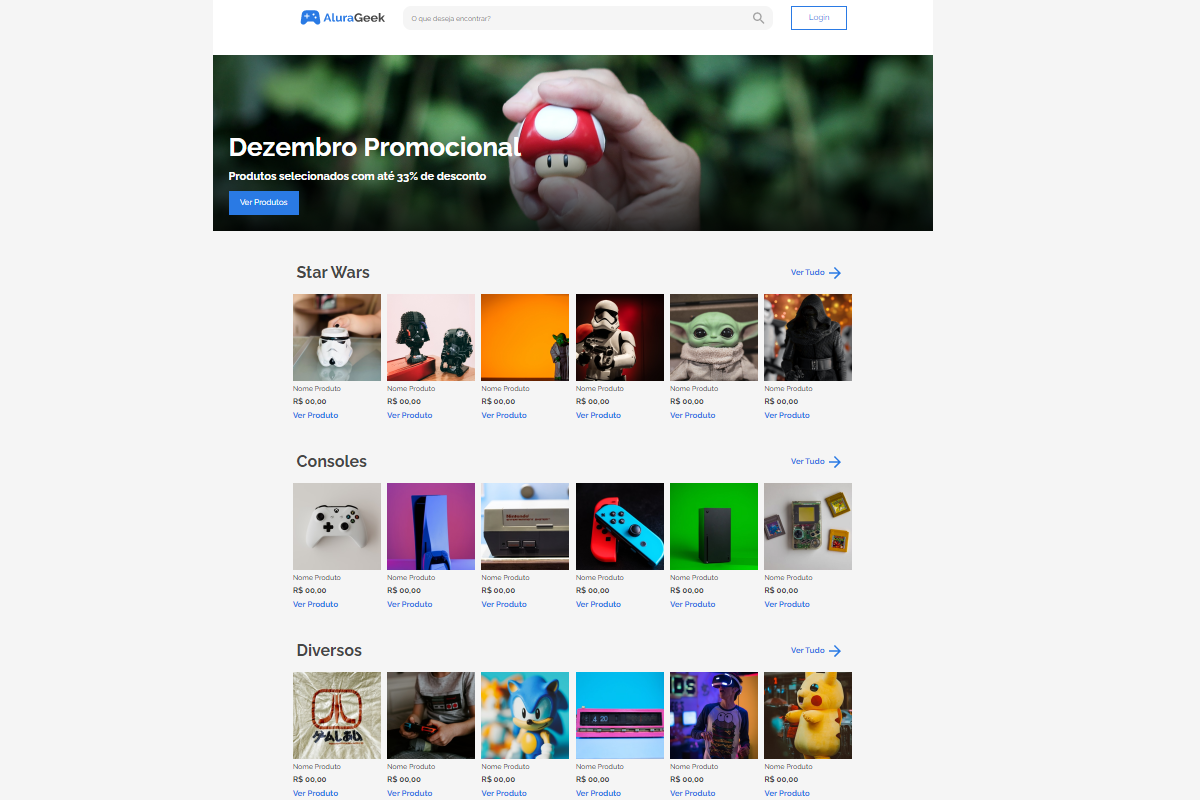 AluraGeek
O que deseja encontrar?
Login
Dezembro Promocional
Produtos selecionados com até 33% de desconto
Ver Produtos
Star Wars
Ver Tudo
Nome Produto Nome Produto Nome Produto Nome Produto Nome Produto Nome Produto
R$ 00,00 R$ 00,00 R$ 00,00 R$ 00,00 R$ 00,00 R$ 00,00
Ver Produto Ver Produto Ver Produto Ver Produto Ver Produto Ver Produto
Consoles
Ver Tudo
Nintendo
Nome Produto Nome Produto Nome Produto Nome Produto Nome Produto Nome Produto
R$ 00,00 R$ 00,00 R$ 00,00 R$ 00,00 R$ 00,00 R$ 00,00
Ver Produto Ver Produto Ver Produto Ver Produto Ver Produto Ver Produto
Diversos
Ver Tudo
4 20
Nome Produto Nome Produto Nome Produto Nome Produto Nome Produto Nome Produto
R$ 00,00 R$ 00,00 R$ 00,00 R$ 00,00 R$ 00,00 R$ 00,00
Ver Produto Ver Produto Ver Produto Ver Produto Ver Produto Ver Produto